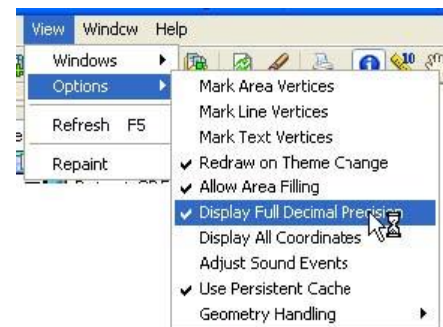 View Windcw Help
Windows
Options
Refresh F5
Repaint
Mark Area Vertices
Mark Line Vertices
Mark Text Vertices
Redraw on Theme Change
Allow Area Filling
Display Full Decimal Precision
Display All Coordinates
Adjust Sound Events
Use Persistent Cache
Geometry Handling